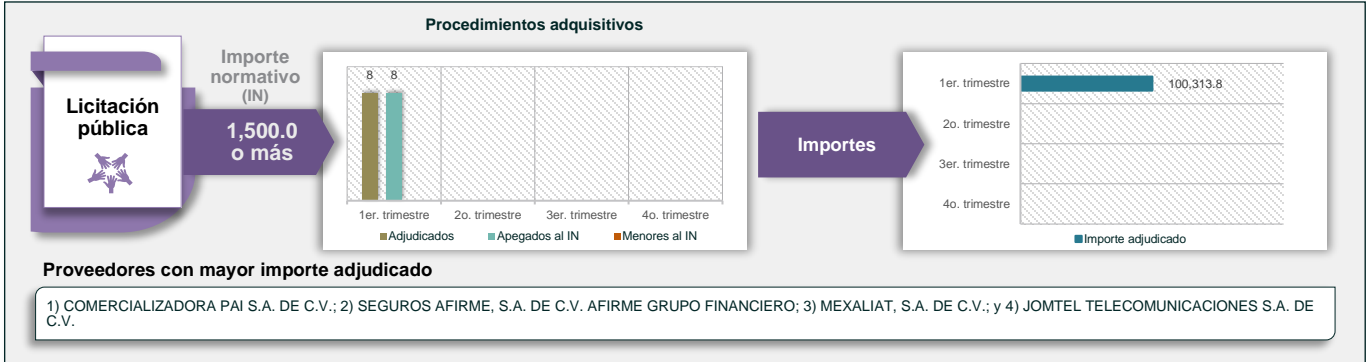 Procedimientos adquisitivos
Licitación
pública
Importe
normativo
(IN)
1,500.0
o más
8 8
1er. trimestre 2o. trimestre 3er. trimestre 4o. trimestre
Adjudicados Apegados al IN Menores al IN
Importes
1er. trimestre 100,313.8
2o. trimestre
3er. trimestre
4o. trimestre
Importe adjudicado
Proveedores con mayor importe adjudicado
1) COMERCIALIZADORA PAI S.A. DE C.V.; 2) SEGUROS AFIRME, S.A. DE C.V. AFIRME GRUPO FINANCIERO; 3) MEXALIAT, S.A. DE C.V.; y 4) JOMTEL TELECOMUNICACIONES S.A. DE
C.V.